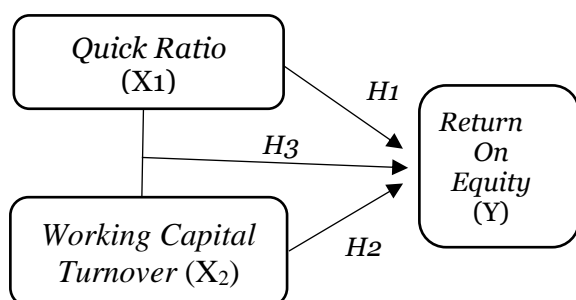 Quick Ratio
(X1)
H1
Return
On
Equity
(Y)
H3
Working Capital
Turnover (X₂)
H2